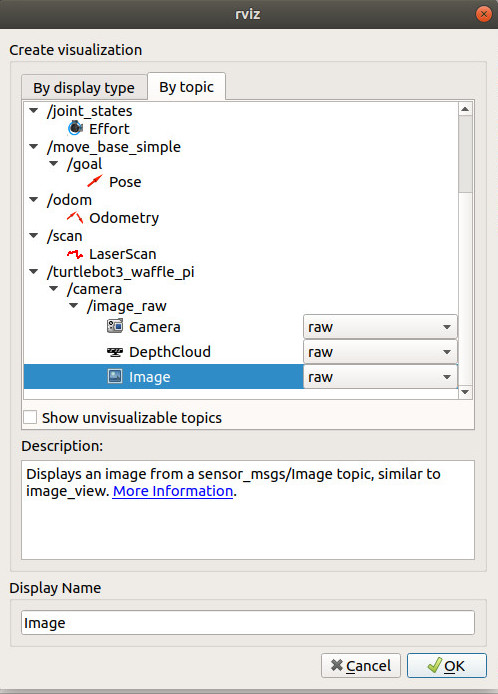 rviz
Create visualization
By display type
By topic
/joint_states
Effort
/move_base_simple
/goal
Pose
/odom
Odometry
/scan
LaserScan
/turtlebot3_waffle_pi
/camera
/image_raw
Camera raw
DepthCloud raw
Image raw
Show unvisualizable topics
Description:
Displays an image from a sensor_msgs/Image topic, similar to
image_view. More Information.
Display Name
Image
Cancel
OK